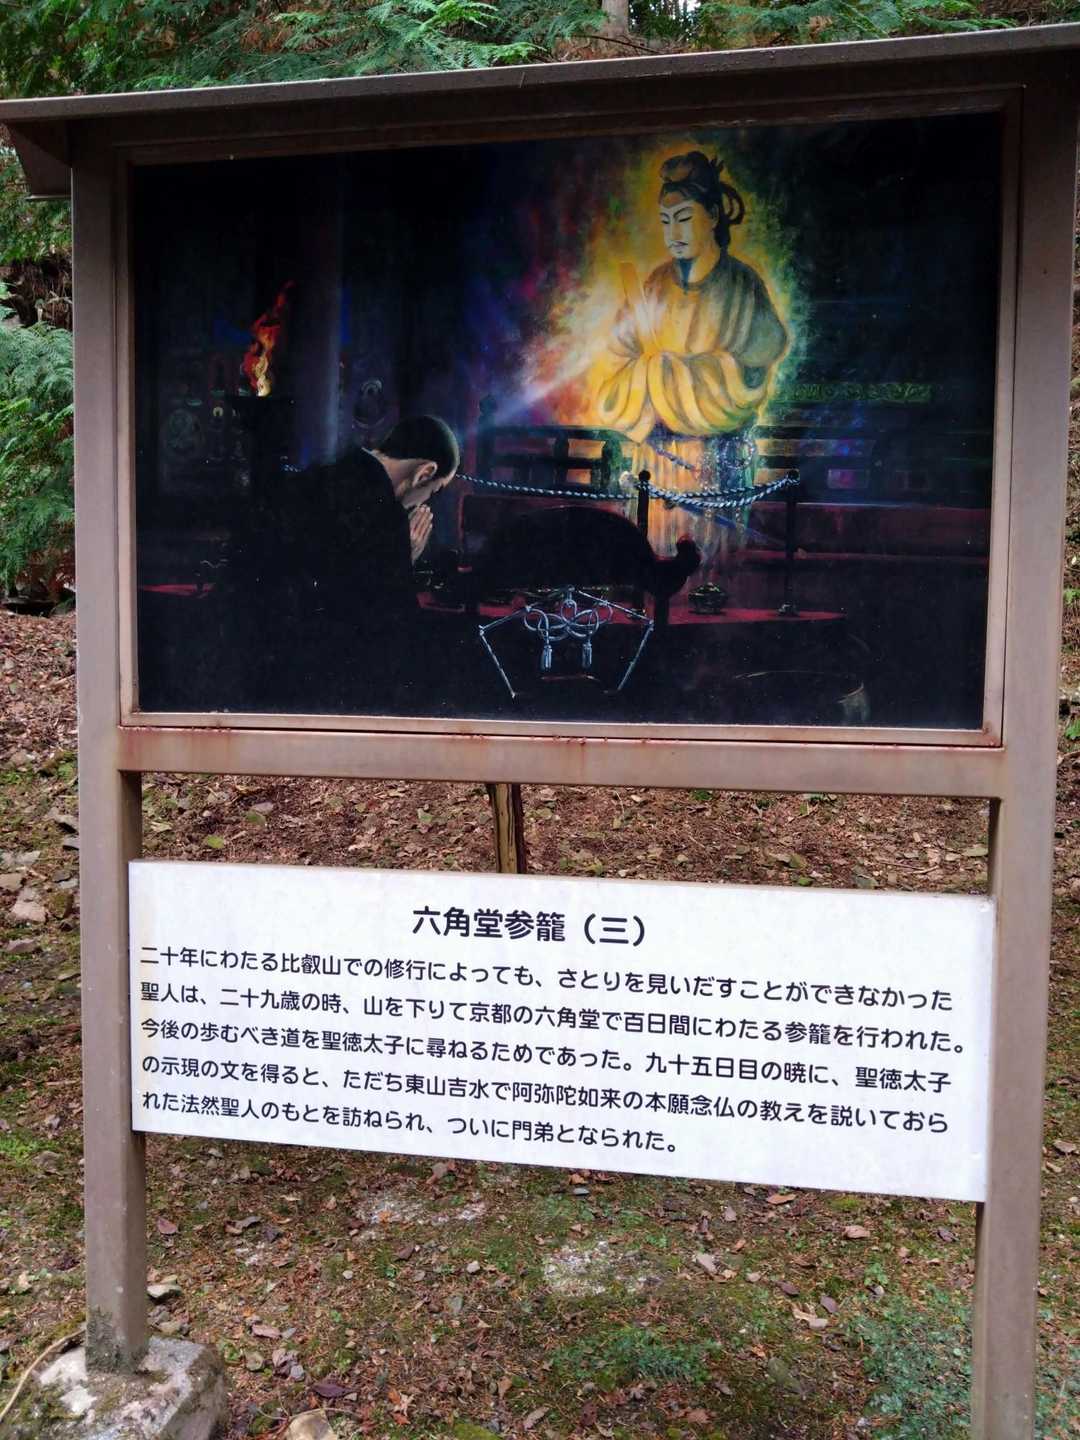 六角堂参籠（三）
二十年にわたる比叡山での修行によっても、さとりを見いだすことができなかった
聖人は、二十九歳の時、山を下りて京都の六角堂で百日間にわたる参籠を行われた。
今後の歩むべき道を聖徳太子に尋ねるためであった。九十五日目の暁に、聖徳太子
の示現の文を得ると、ただち東山吉水で阿弥陀如来の本願念仏の教えを説いておら
れた法然聖人のもとを訪ねられ、ついに門弟となられた。